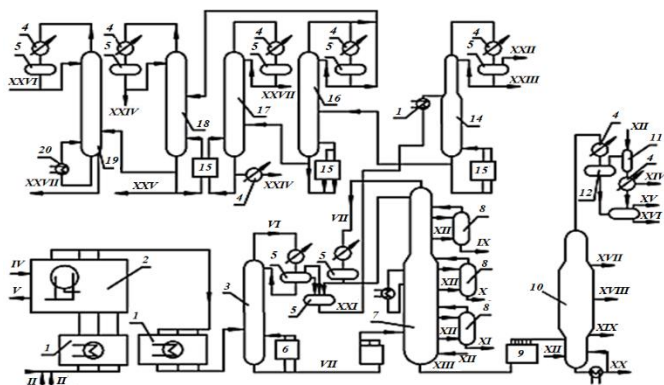 4 4 4 4 4
5 5 5 5 5 XXII
XXVI XXVII XXIII
XXIV 17 16 1
18 14 4 XII
20 11
19 15 15 15 4 XIV
XXVII XXV 4 XXIV 12 XV
XVI
VI VII XII 8
IX
IV 2 5 5 XVII
V 3 XII 8 10 XVIII
XXI X
5 7 XII 8 XIX
1 1 6 VII XI 9 XII XX
II II XIII XII